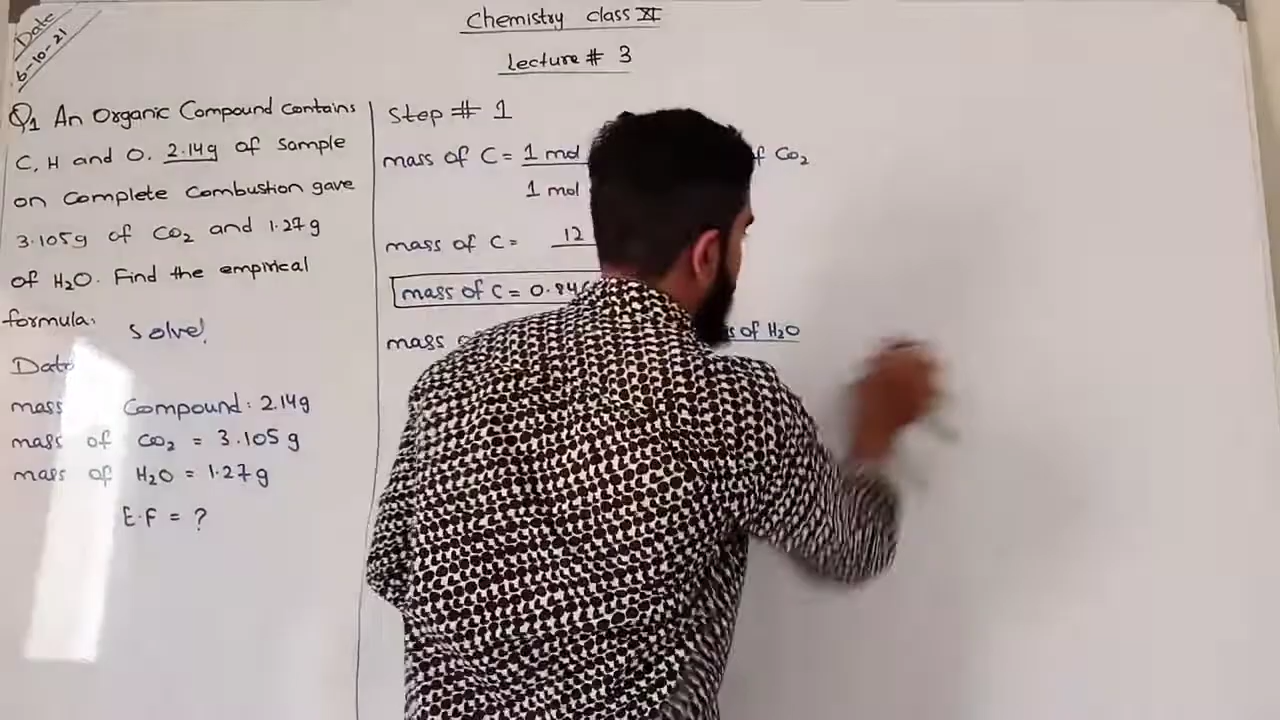 Date
6-10-21
Chemistry class XI
Lecture # 3
Q1 An Organic Compound contains
C, H and O. 2.14g of Sample
on complete Combustion gave
3.105g of CO2 and 1.27g
of H2O. Find the empirical
formula.
Solve!
Data
mass Compound: 2.14g
mass of CO2 = 3.105 g
mass of H2O = 1.27g
E.F = ?
Step # 1
mass of C = 1 mol of CO2
1 mol
mass of C = 12
mass of C = 0.846
mass of H2O